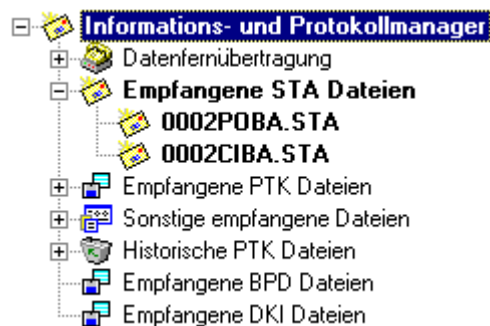 Informations- und Protokollmanager
Datenfernübertragung
Empfangene STA Dateien
0002POBA.STA
0002CIBA.STA
Empfangene PTK Dateien
Sonstige empfangene Dateien
Historische PTK Dateien
Empfangene BPD Dateien
Empfangene DKI Dateien